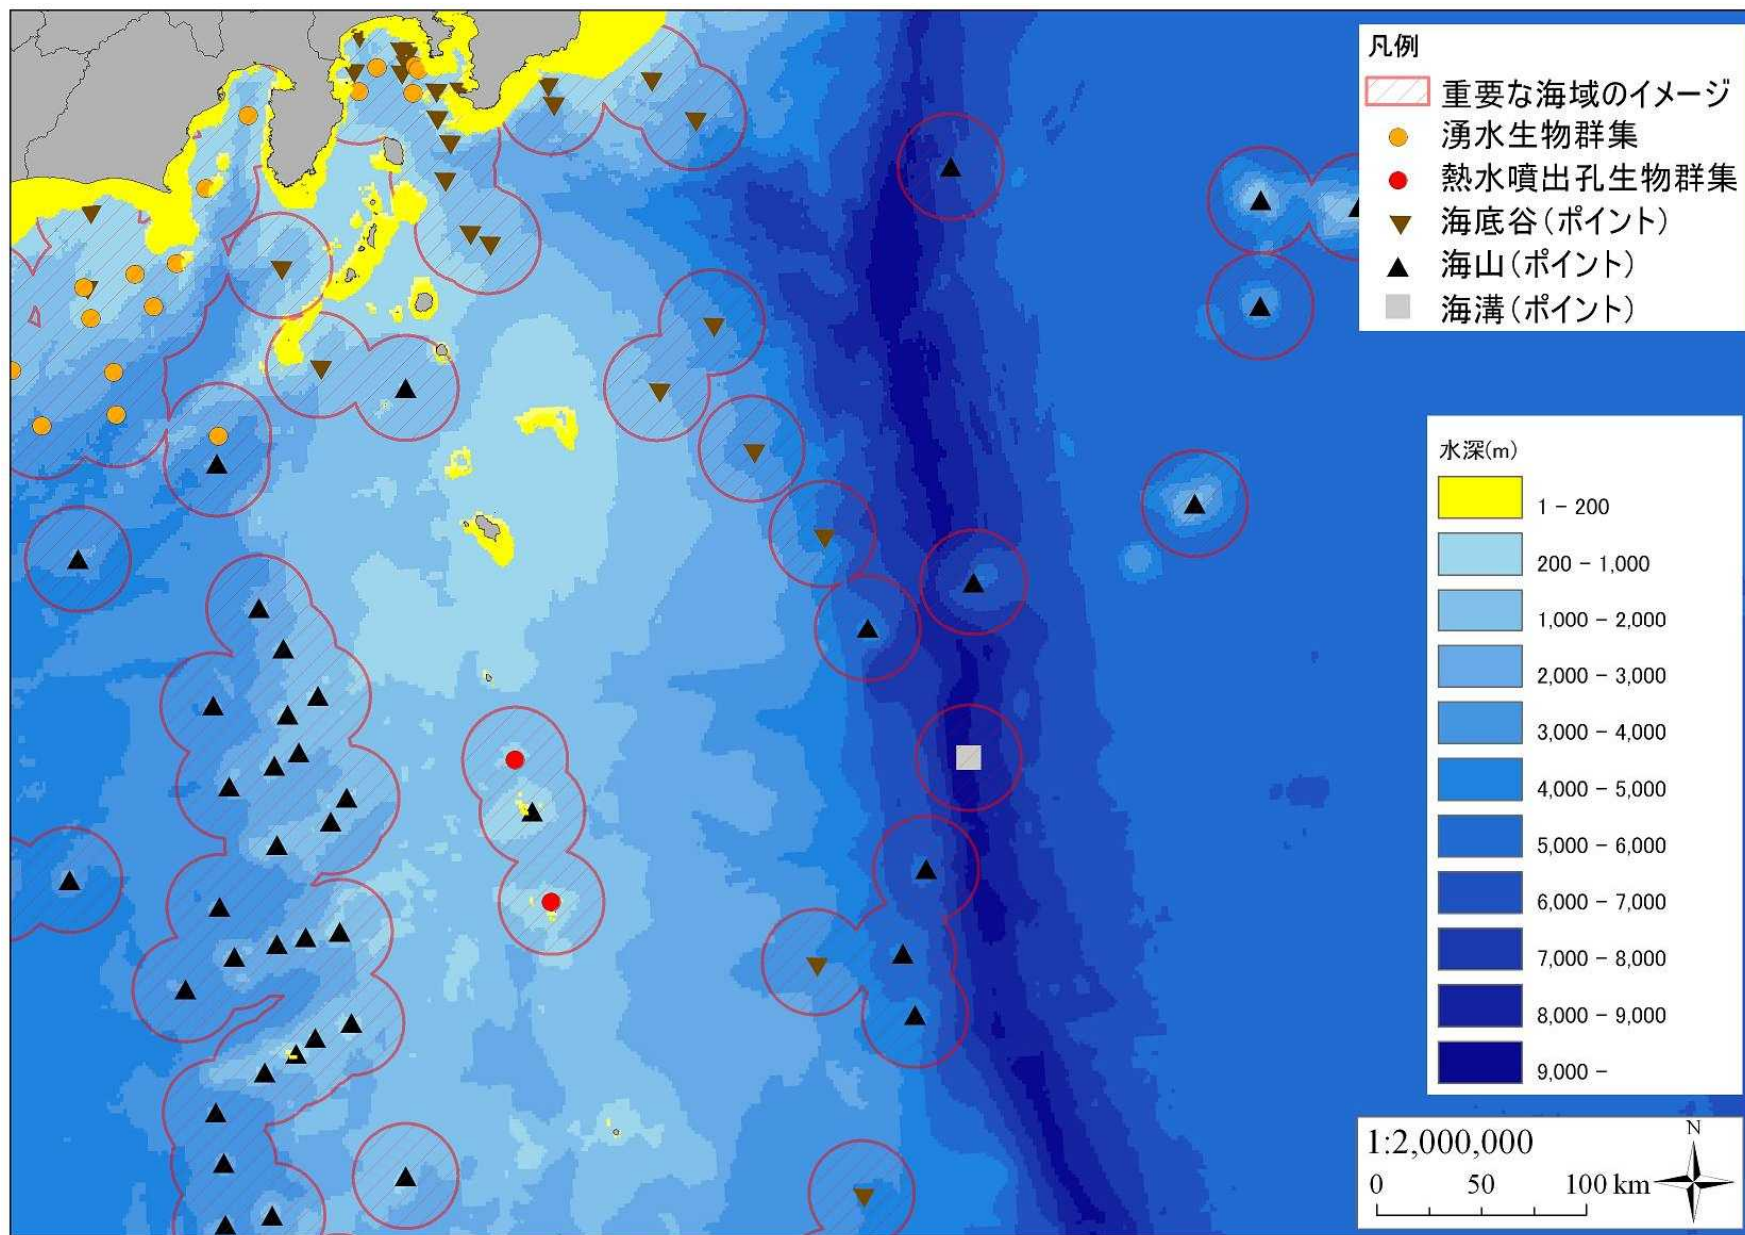 凡例
重要な海域のイメージ
湧水生物群集
熱水噴出孔生物群集
海底谷(ポイント)
海山(ポイント)
海溝(ポイント)
水深(m)
1 - 200
200 - 1,000
1,000 - 2,000
2,000 - 3,000
3,000 - 4,000
4,000 - 5,000
5,000 - 6,000
6,000 - 7,000
7,000 - 8,000
8,000 - 9,000
9,000 -
1:2,000,000
N
0 50 100 km